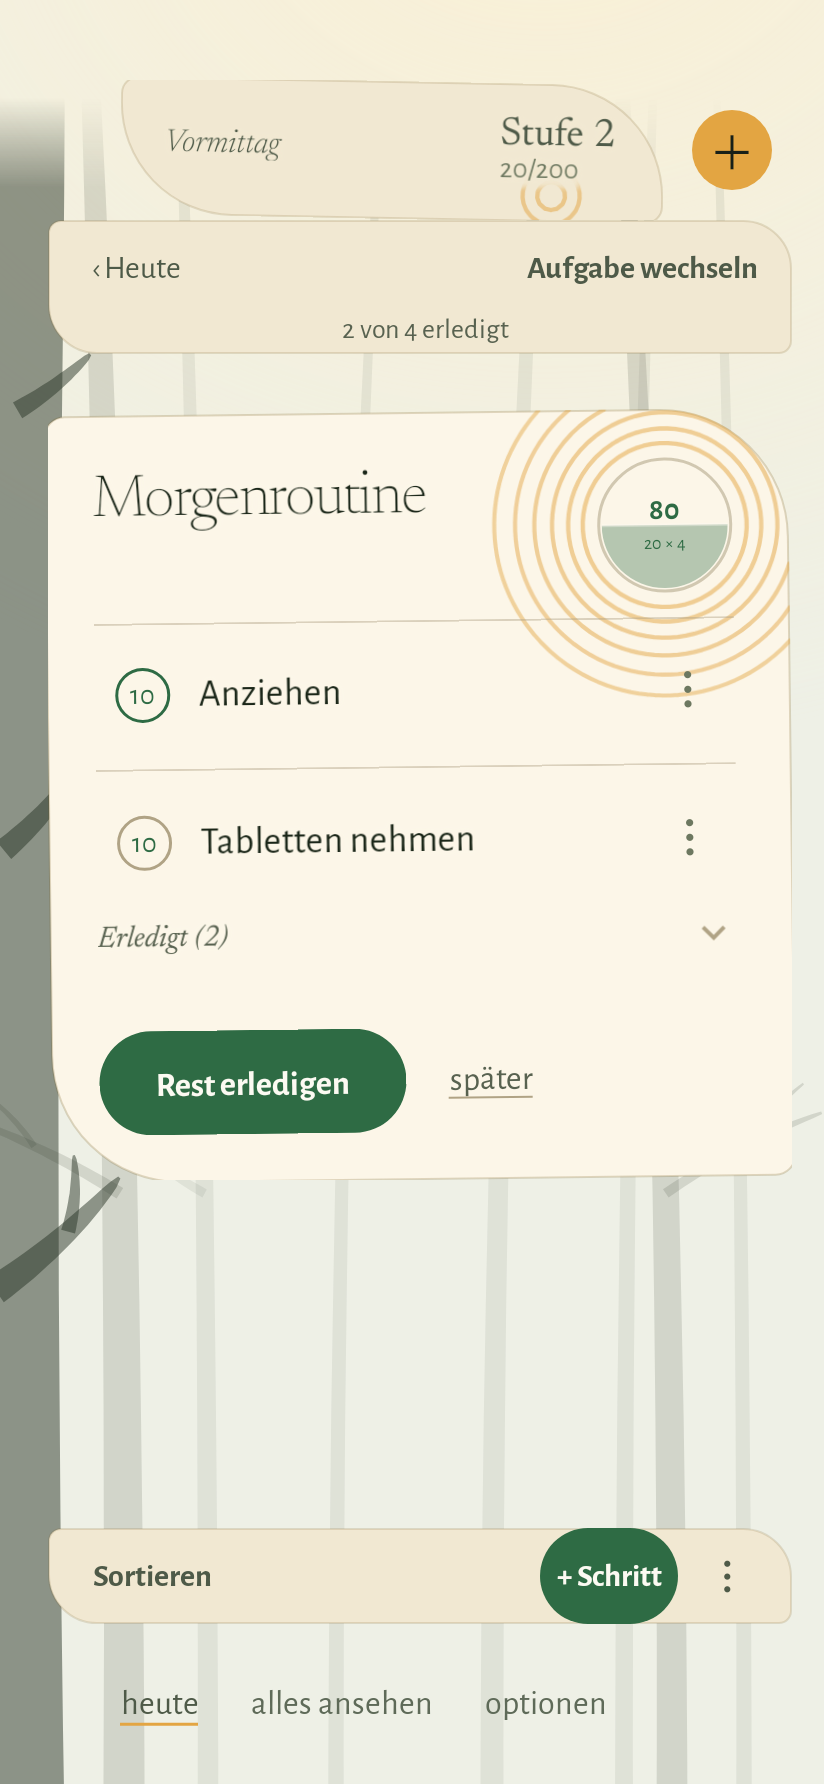 Vormittag
Stufe 2
20/200
+
‹ Heute
Aufgabe wechseln
2 von 4 erledigt
Morgenroutine
80
20 × 4
10 Anziehen
10 Tabletten nehmen
Erledigt (2)
Rest erledigen
später
Sortieren
+ Schritt
heute
alles ansehen
optionen